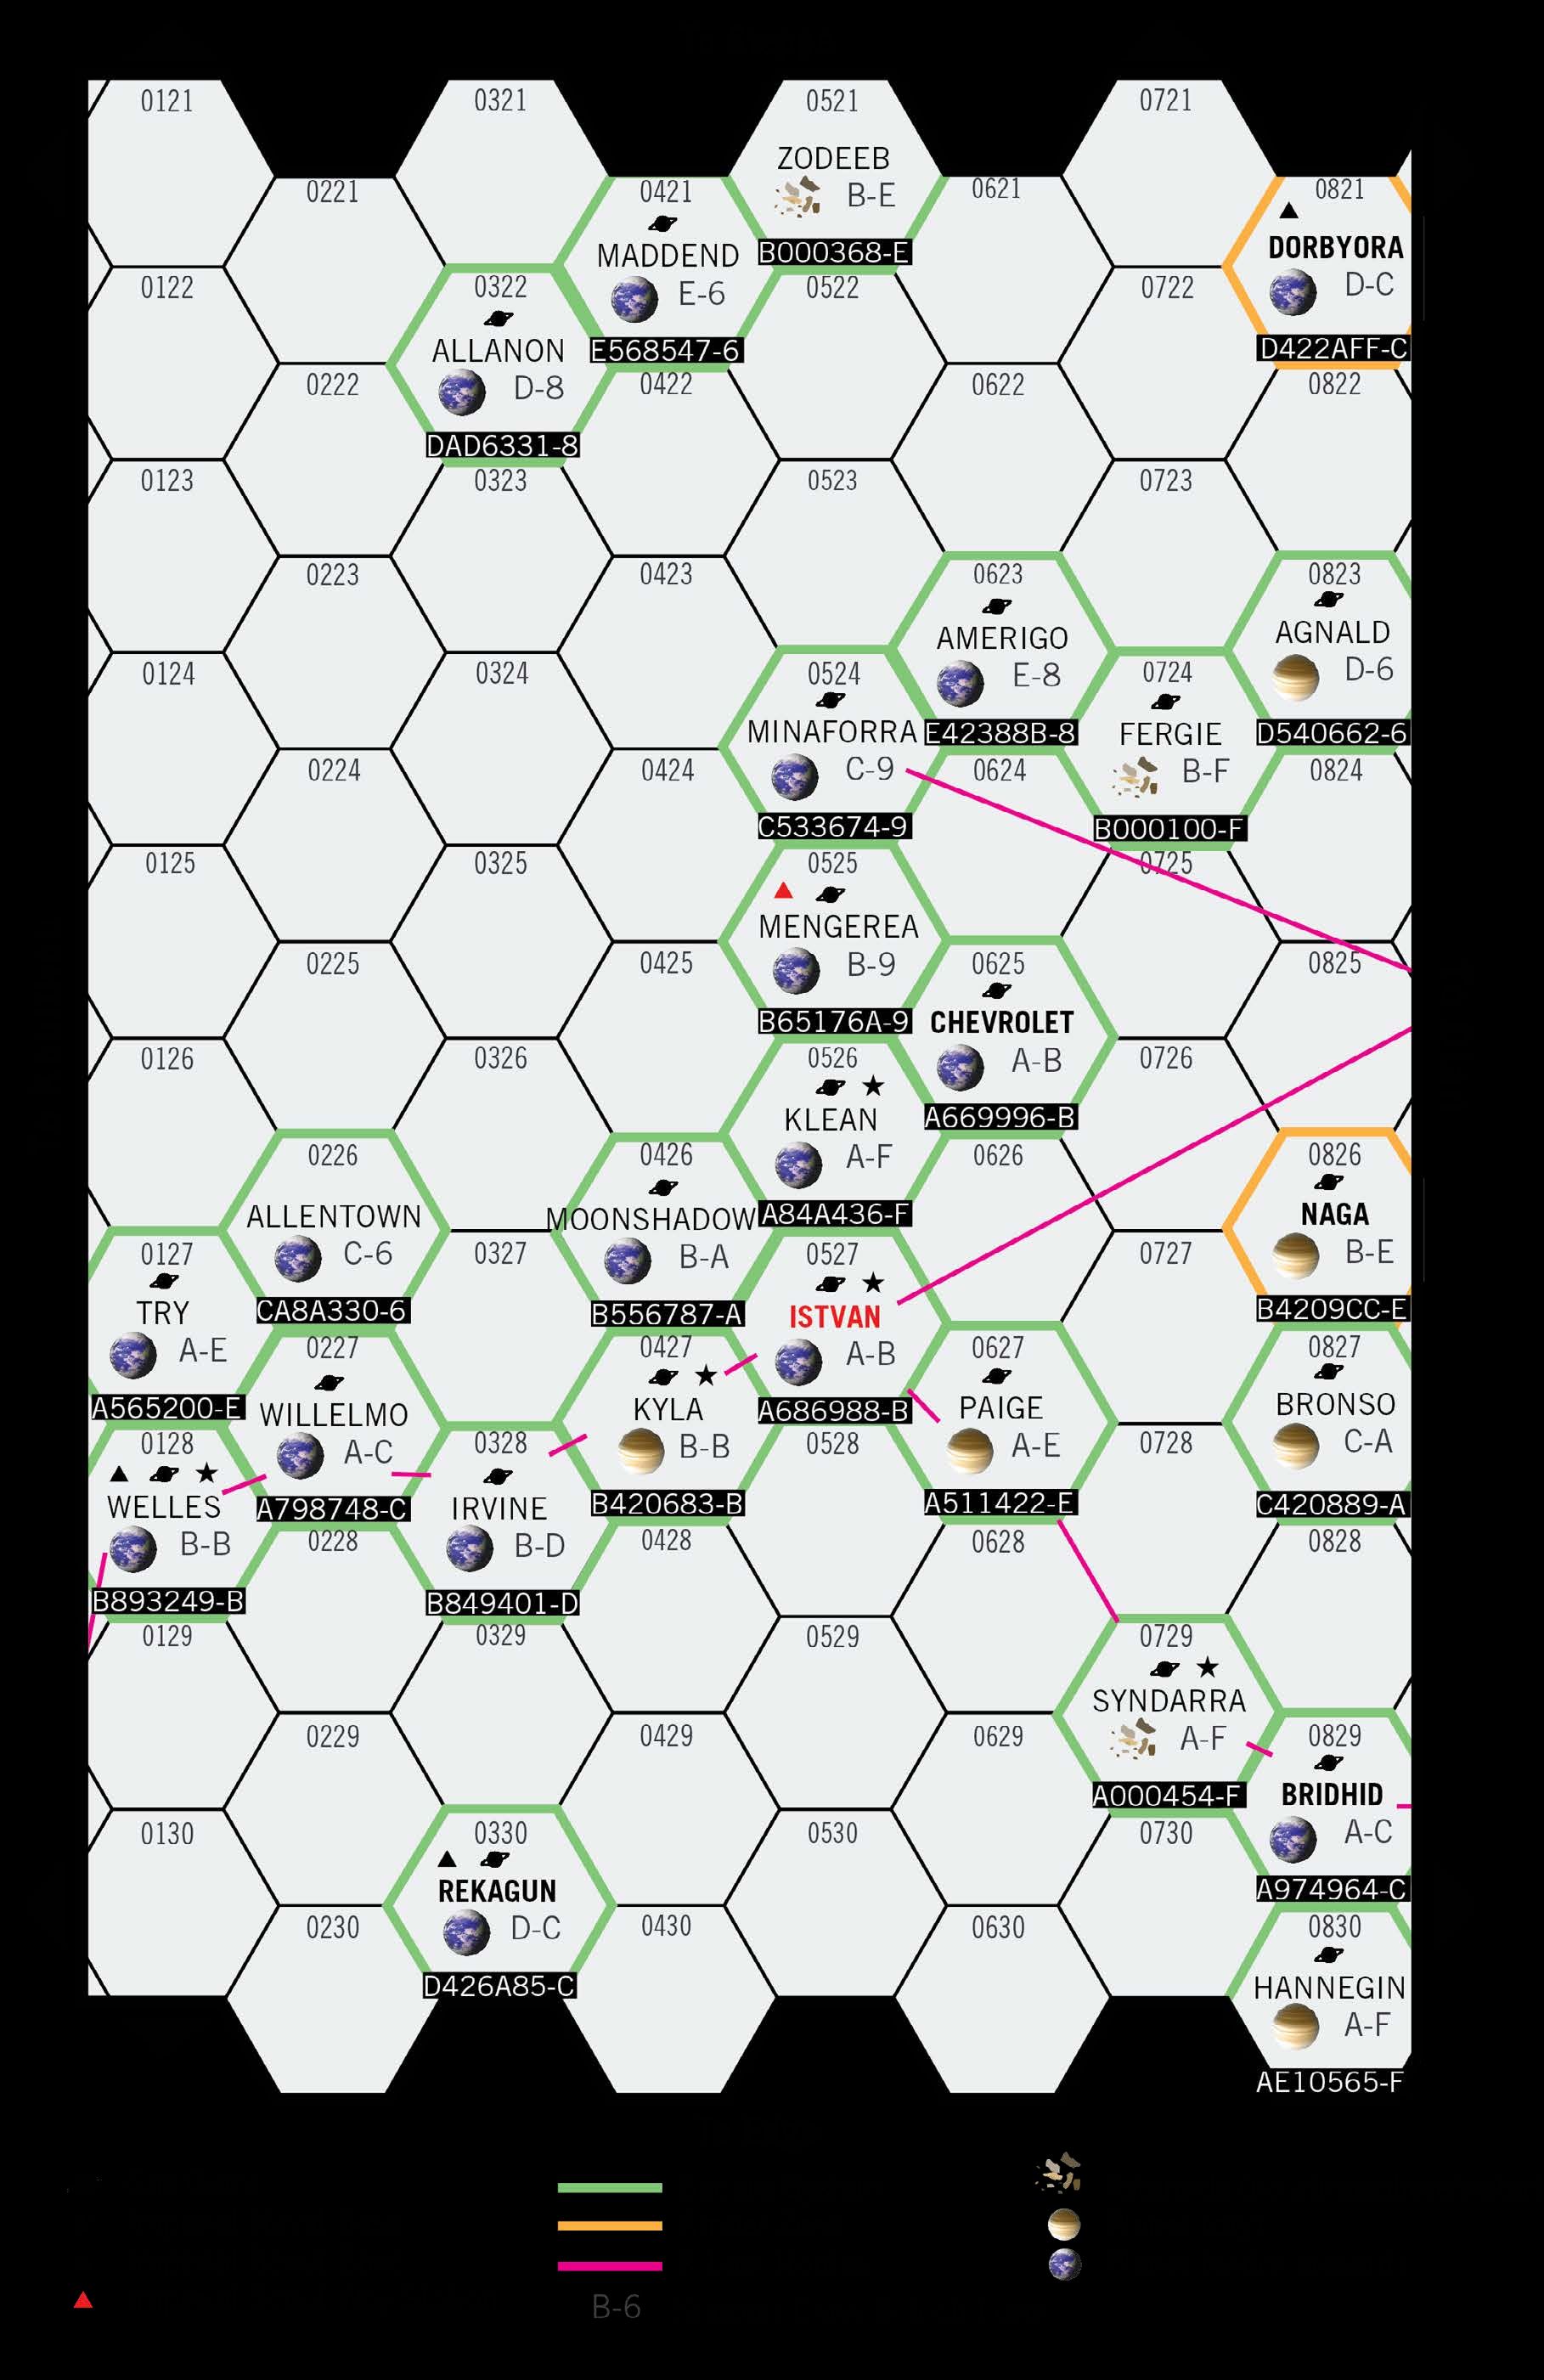 0121
0321
0521
0721
ZODEEB
B-E
B000368-E
0221
0421
MADDEND
E-6
E568547-6
0621
0821
DORBYORA
D-C
D422AFF-C
0122
0322
ALLANON
D-8
DAD6331-8
0522
0722
0222
0422
0622
0822
0123
0323
0523
0723
0223
0423
0623
AMERIGO
E-8
E42388B-8
0823
AGNALD
D-6
D540662-6
0124
0324
0524
MINAFORRA
C-9
C533674-9
0724
FERGIE
B-F
B000100-F
0224
0424
0624
0824
0125
0325
0525
MENGEREA
B-9
B65176A-9
0725
0225
0425
0625
CHEVROLET
A-B
A669996-B
0825
0126
0326
0526
KLEAN
A-F
A84A436-F
0726
0226
ALLENTOWN
C-6
CA8A330-6
0426
MOONSHADOW
B-A
B556787-A
0626
0826
NAGA
B-E
B4209CC-E
0127
TRY
A-E
A565200-E
0327
0527
ISTVAN
A-B
A686988-B
0727
0227
WILLELMO
A-C
A798748-C
0427
KYLA
B-B
B420683-B
0627
PAIGE
A-E
A511422-E
0827
BRONSO
C-A
C420889-A
0128
WELLES
B-B
B893249-B
0328
IRVINE
B-D
B849401-D
0528
0728
0228
0428
0628
0828
0129
0329
0529
0729
SYNDARRA
A-F
A000454-F
0229
0429
0629
0829
BRIDHID
A-C
A974964-C
0130
0330
REKAGUN
D-C
D426A85-C
0530
0730
0230
0430
0630
0830
HANNEGIN
A-F
AE10565-F
B-6